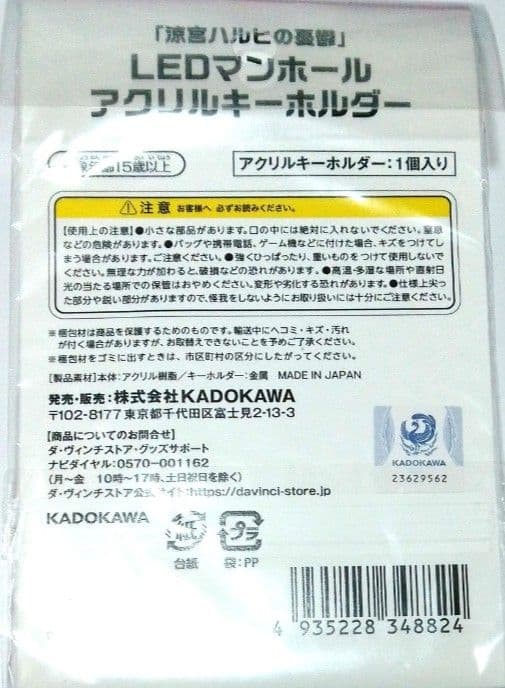 「涼宮ハルヒの憂鬱」
LEDマンホール
アクリルキーホルダー
対象年齢15歳以上
アクリルキーホルダー:1個入り
⚠注意 お客様へ 必ずお読みください。
【使用上の注意】●小さな部品があります。口の中には絶対に入れないでください。窒息
などの危険があります。●バッグや携帯電話、ゲーム機などに付けた場合、キズをつけてし
まう場合があります。ご注意ください。●強くひっぱったり、重いものをつけて使用しないで
ください。無理な力が加わると、破損などの恐れがあります。●高温・多湿な場所や直射日
光の当たる場所での保管はおやめください。変形や劣化する恐れがあります。●仕様上尖っ
た部分や鋭い部分がありますので、怪我をしないようにお取り扱いには十分にご注意ください。
※梱包材は商品を保護するためのものです。輸送中にヘコミ・キズ・汚れ
が付く場合がありますが、お取替えできないことを予めご了承ください。
※梱包材をゴミに出すときは、市区町村の区分にしたがってください。
[製品素材]本体:アクリル樹脂/キーホルダー:金属 MADE IN JAPAN
発売・販売:株式会社KADOKAWA
〒102-8177 東京都千代田区富士見2-13-3
【商品についてのお問合せ】
ダ・ヴィンチストア・グッズサポート
ナビダイヤル:0570-001162
(月~金 10時~17時、土日祝日を除く)
ダ・ヴィンチストア公式サイト:https://davinci-store.jp
KADOKAWA
23629562
KADOKAWA
台紙
プラ
袋:PP
4 935228 348824